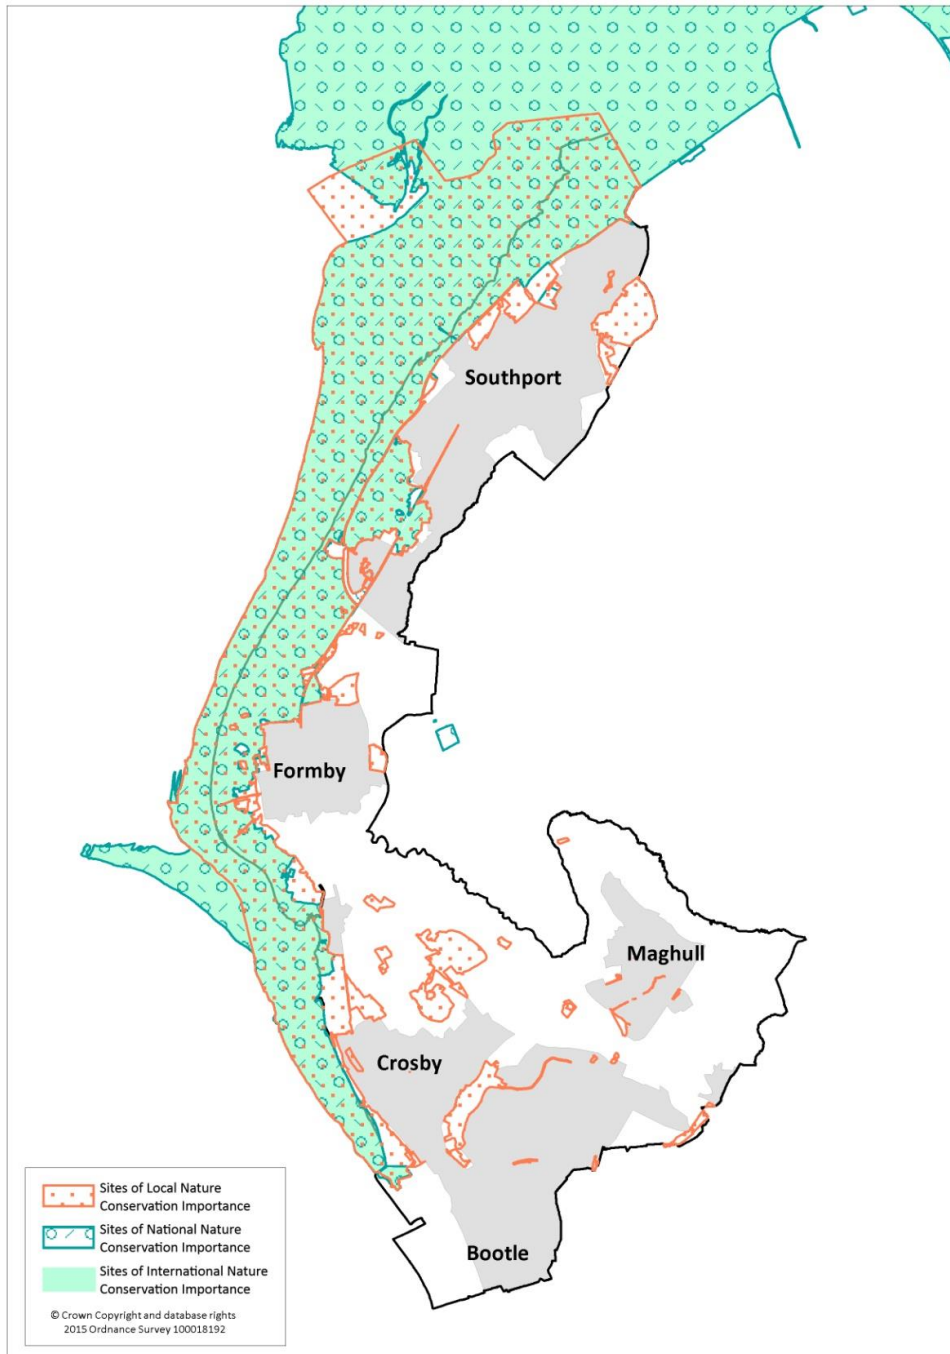 Southport
Formby
Maghull
Crosby
Bootle
Sites of Local Nature
Conservation Importance
Sites of National Nature
Conservation Importance
Sites of International Nature
Conservation Importance
© Crown Copyright and database rights
2015 Ordnance Survey 100018192